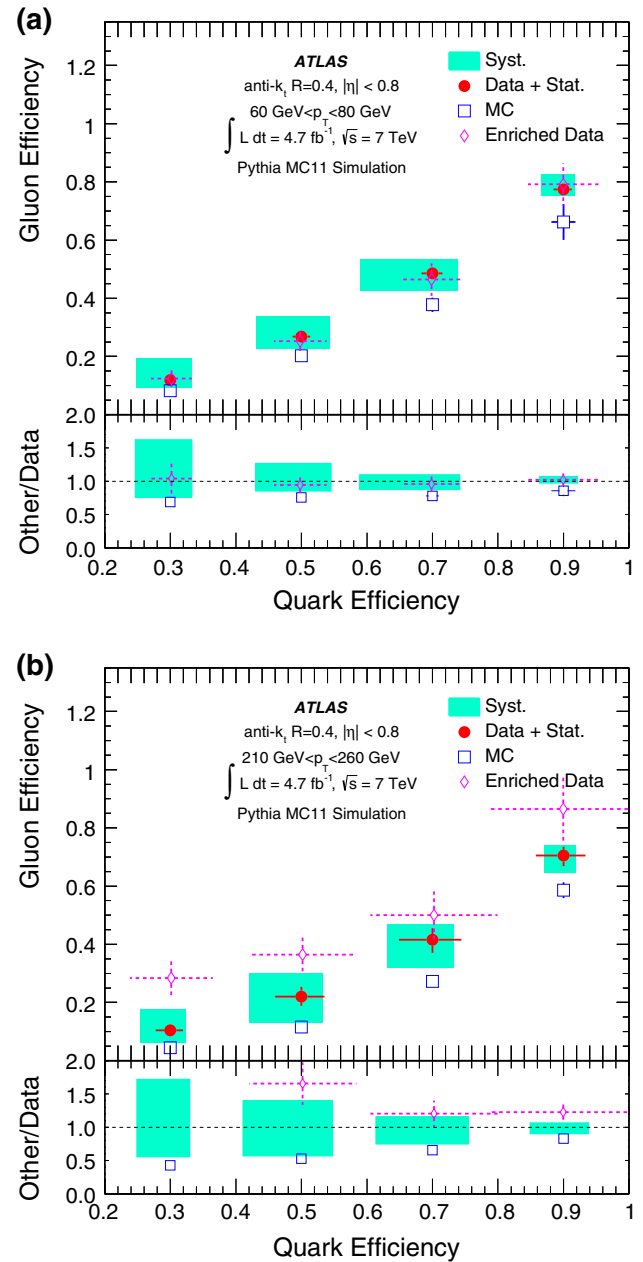 (a)
ATLAS
anti-kt R=0.4, |η| < 0.8
60 GeV<pT<80 GeV
∫ L dt = 4.7 fb-1, √s = 7 TeV
Pythia MC11 Simulation
Syst.
Data + Stat.
MC
Enriched Data
Gluon Efficiency
1.2
1
0.8
0.6
0.4
0.2
Other/Data
2.0
1.5
1.0
0.5
0.0
0.2 0.3 0.4 0.5 0.6 0.7 0.8 0.9 1
Quark Efficiency
(b)
ATLAS
anti-kt R=0.4, |η| < 0.8
210 GeV<pT<260 GeV
∫ L dt = 4.7 fb-1, √s = 7 TeV
Pythia MC11 Simulation
Syst.
Data + Stat.
MC
Enriched Data
Gluon Efficiency
1.2
1
0.8
0.6
0.4
0.2
Other/Data
2.0
1.5
1.0
0.5
0.0
0.2 0.3 0.4 0.5 0.6 0.7 0.8 0.9 1
Quark Efficiency